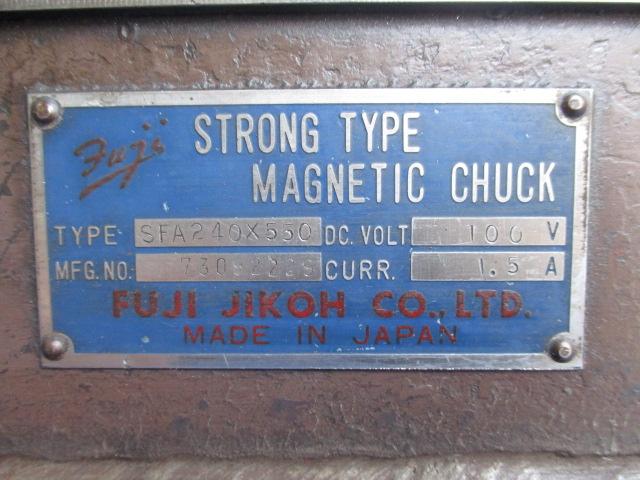 Fuji STRONG TYPE
MAGNETIC CHUCK
TYPE SFA240X550 DC. VOLT 100 V
MFG. NO. CURR. 1.5 A
FUJI JIKOH CO., LTD.
MADE IN JAPAN